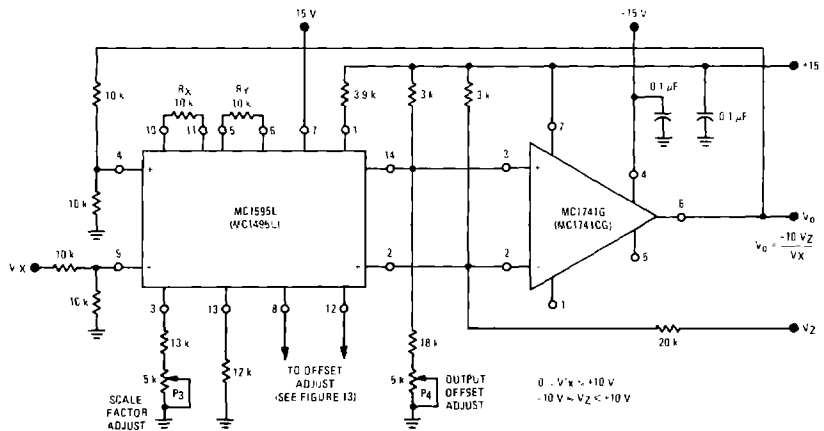 15 V
-15 V
+15
10 k
RX
10 k
RY
10 k
3.9k
3 k
3 k
0.1 µF
0.1 µF
10
11
5
6
7
1
7
4
4
+
14
3
+
MC1595L
(MC1495L)
MC1741G
(MC1741CG)
6
VO
Vo = -10 VZ
VX
10 k
10 k
VX
9
+
-
2
2
-
5
10 k
3
13
8
12
1
VZ
20 k
13 k
12 k
18 k
5 k
P3
TO OFFSET
ADJUST
(SEE FIGURE 13)
5 k
P4
OUTPUT
OFFSET
ADJUST
SCALE
FACTOR
ADJUST
+10 V
-10 V
VZ
+10 V